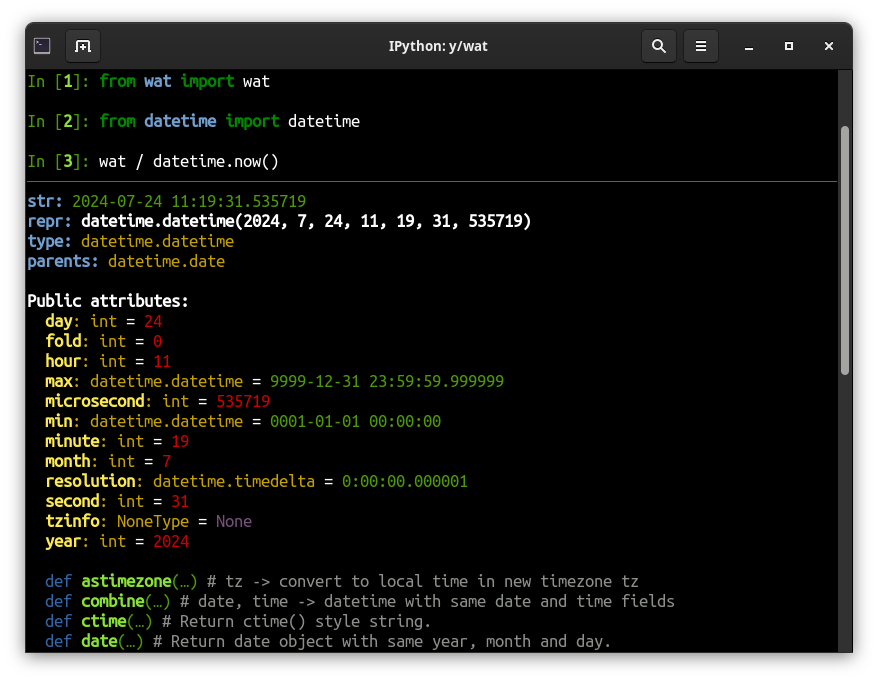 IPython: y/wat
In [1]: from wat import wat
In [2]: from datetime import datetime
In [3]: wat / datetime.now()
str: 2024-07-24 11:19:31.535719
repr: datetime.datetime(2024, 7, 24, 11, 19, 31, 535719)
type: datetime.datetime
parents: datetime.date
Public attributes:
  day: int = 24
  fold: int = 0
  hour: int = 11
  max: datetime.datetime = 9999-12-31 23:59:59.999999
  microsecond: int = 535719
  min: datetime.datetime = 0001-01-01 00:00:00
  minute: int = 19
  month: int = 7
  resolution: datetime.timedelta = 0:00:00.000001
  second: int = 31
  tzinfo: NoneType = None
  year: int = 2024
  def astimezone(…) # tz -> convert to local time in new timezone tz
  def combine(…) # date, time -> datetime with same date and time fields
  def ctime(…) # Return ctime() style string.
  def date(…) # Return date object with same year, month and day.